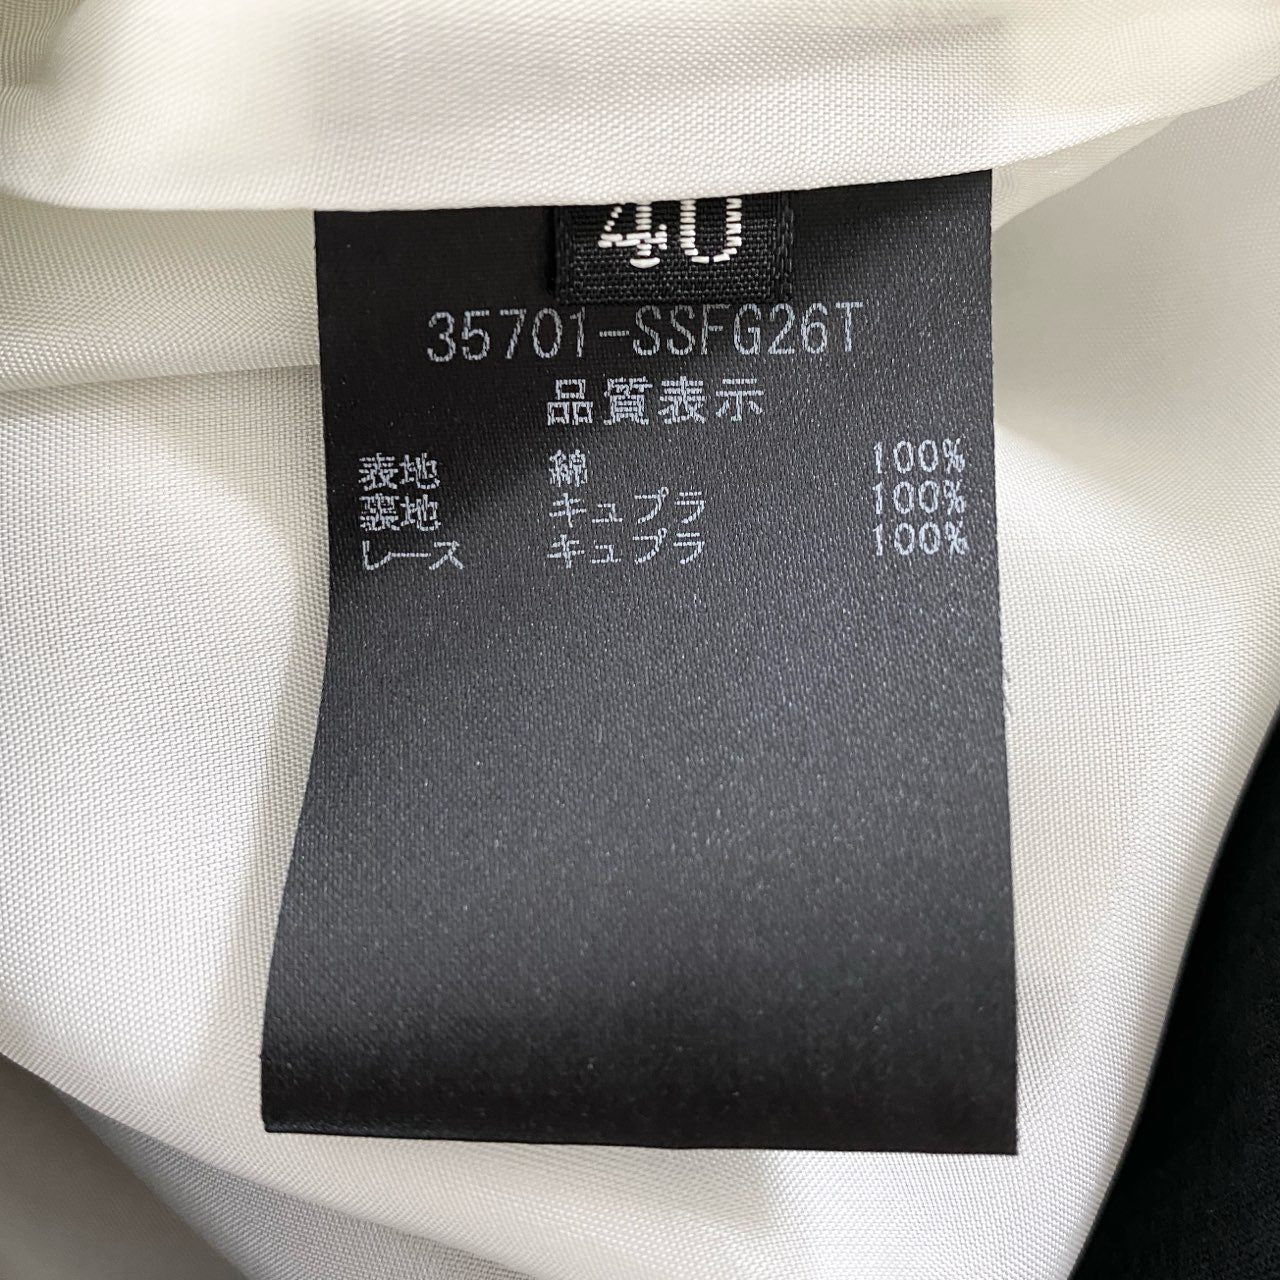 40
35701-SSFG26T
品質表示
表地 綿 100%
裏地 キュプラ 100%
レース キュプラ 100%